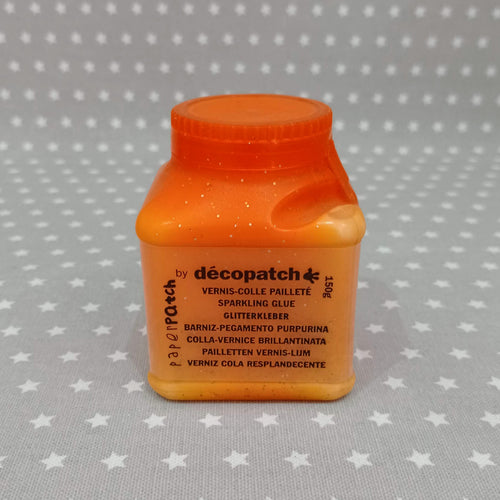 paperpatch
by décopatch
150g
VERNIS-COLLE PAILLETÉ
SPARKLING GLUE
GLITTERKLEBER
BARNIZ-PEGAMENTO PURPURINA
COLLA-VERNICE BRILLANTINATA
PAILLETTEN VERNIS-LIJM
VERNIZ COLA RESPLANDECENTE